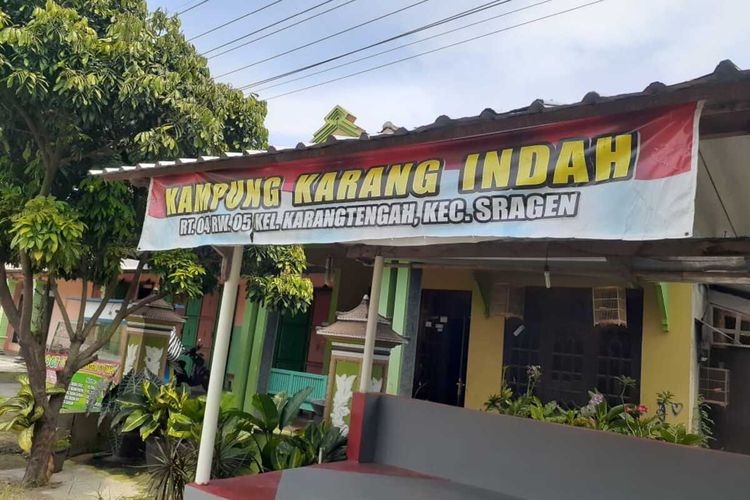 KAMPUNG KARANG INDAH
RT. 04 RW. 05 KEL. KARANGTENGAH, KEC. SRAGEN